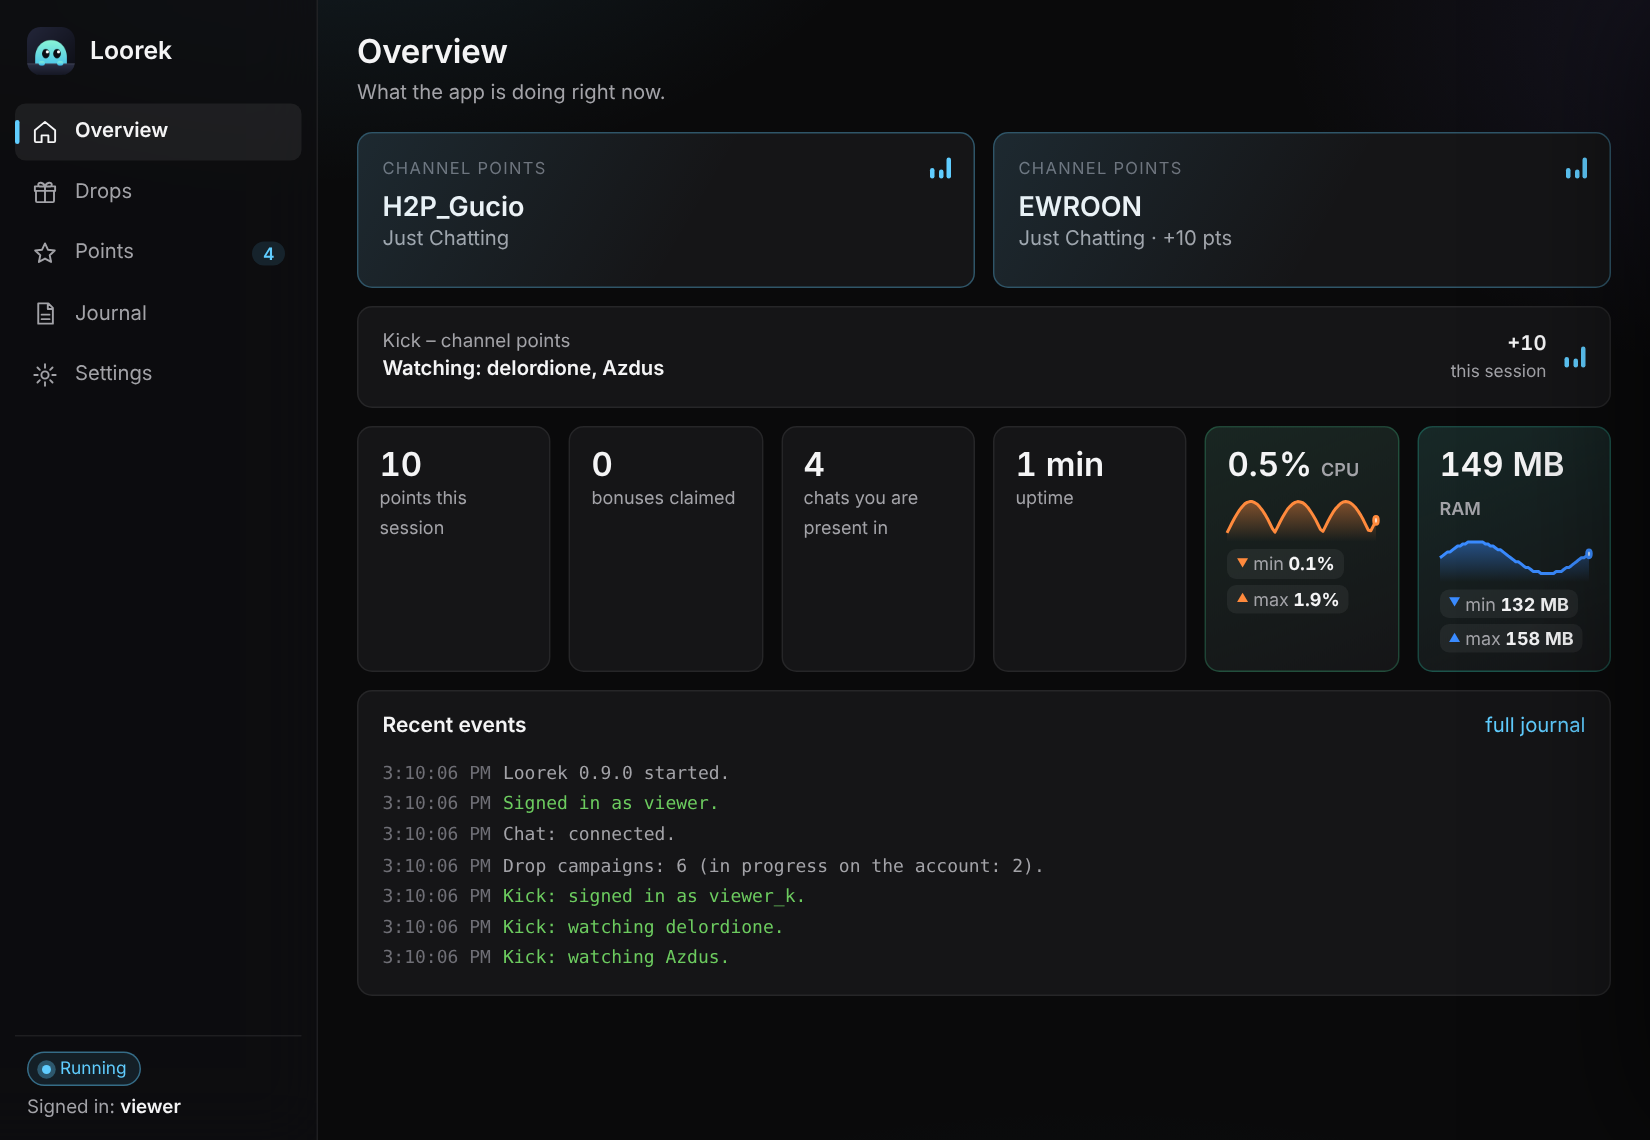 Loorek
Overview
Drops
Points 4
Journal
Settings
Running
Signed in: viewer
Overview
What the app is doing right now.
CHANNEL POINTS
H2P_Gucio
Just Chatting
CHANNEL POINTS
EWROON
Just Chatting · +10 pts
Kick – channel points
Watching: delordione, Azdus
+10
this session
10
points this
session
0
bonuses claimed
4
chats you are
present in
1 min
uptime
0.5% CPU
min 0.1%
max 1.9%
149 MB
RAM
min 132 MB
max 158 MB
Recent events
full journal
3:10:06 PM Loorek 0.9.0 started.
3:10:06 PM Signed in as viewer.
3:10:06 PM Chat: connected.
3:10:06 PM Drop campaigns: 6 (in progress on the account: 2).
3:10:06 PM Kick: signed in as viewer_k.
3:10:06 PM Kick: watching delordione.
3:10:06 PM Kick: watching Azdus.